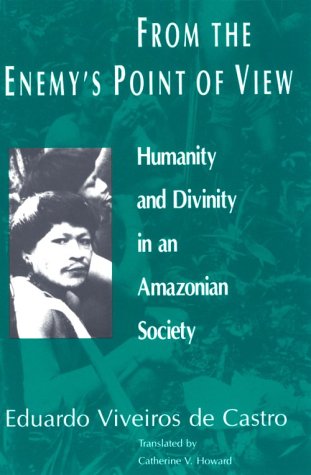 FROM THE
ENEMY'S POINT OF VIEW
Humanity
and Divinity
in an
Amazonian
Society
Eduardo Viveiros de Castro
Translated by
Catherine V. Howard